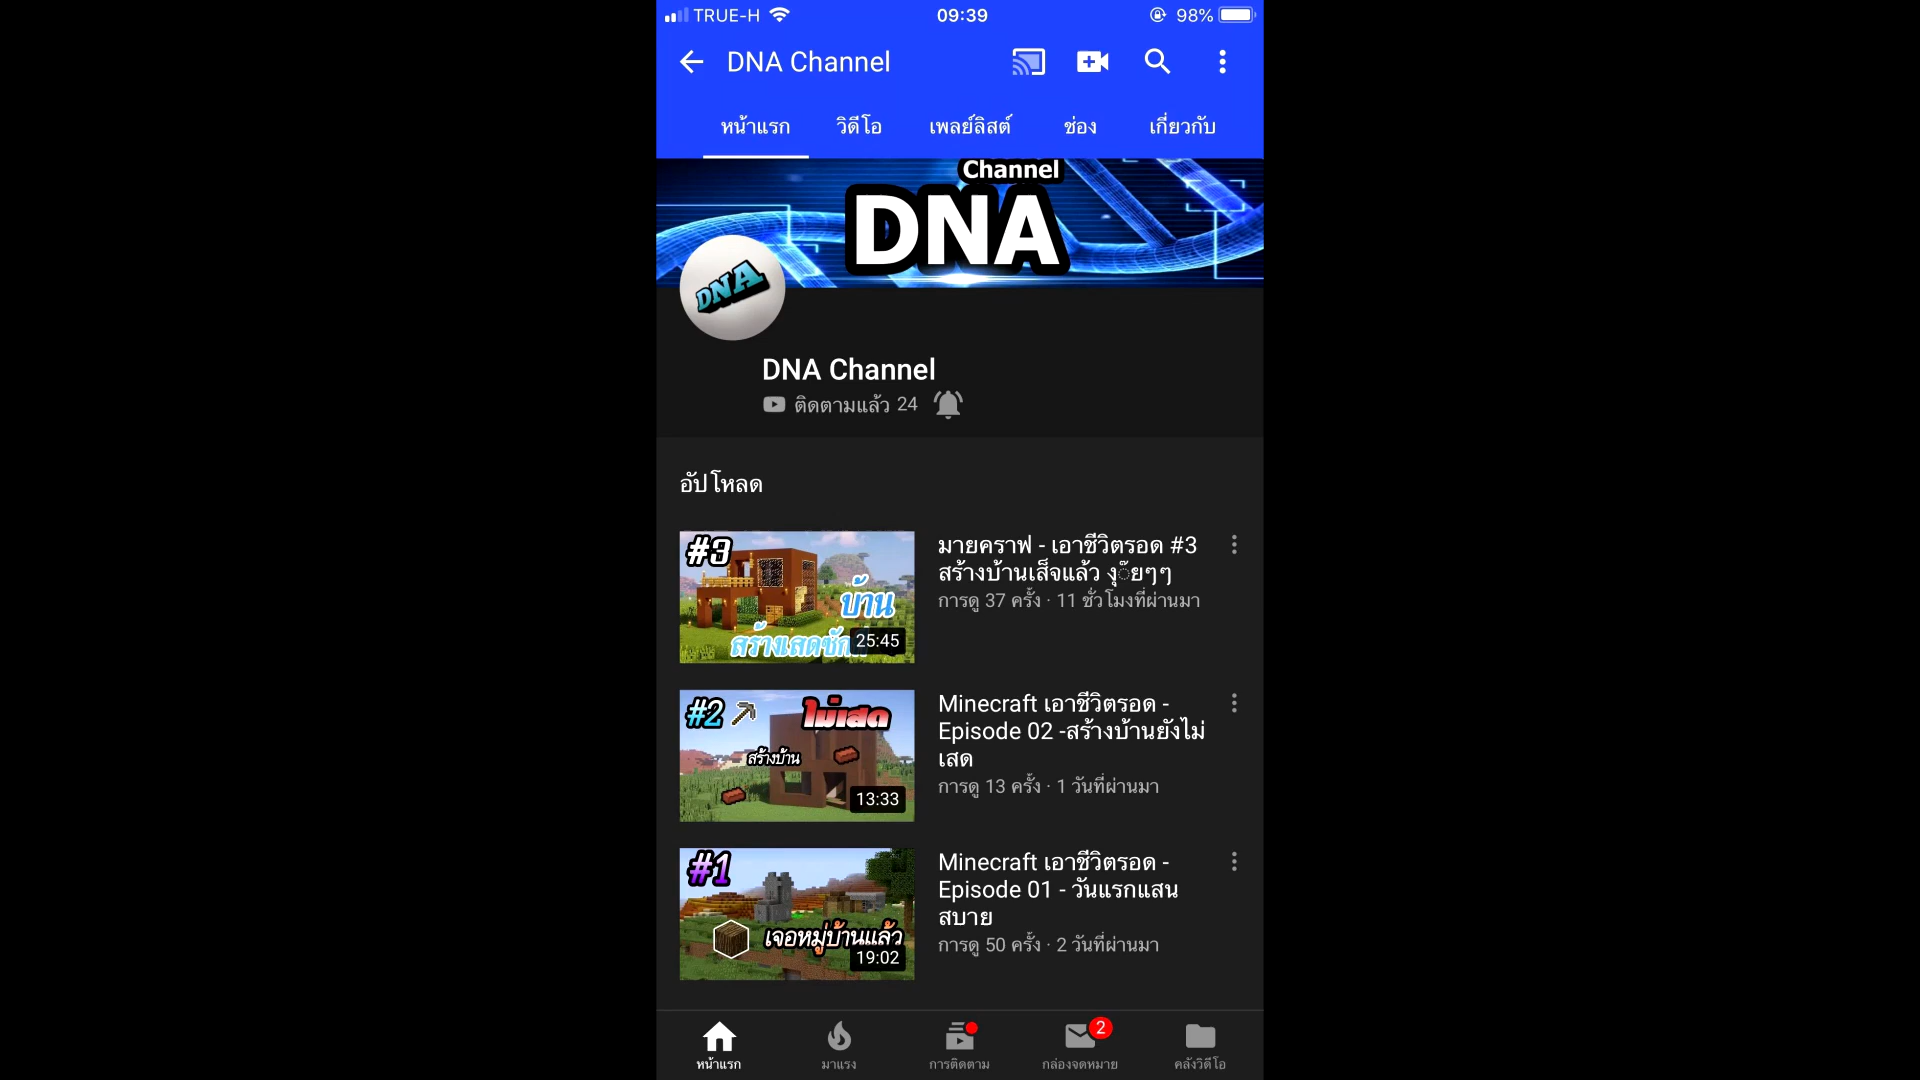 TRUE-H
09:39
98%
DNA Channel
หน้าแรก วิดีโอ เพลย์ลิสต์ ช่อง เกี่ยวกับ
Channel
DNA
DNA
DNA Channel
ติดตามแล้ว 24
อัปโหลด
#3
บ้าน
25:45
มายคราฟ - เอาชีวิตรอด #3
สร้างบ้านเส็จแล้ว งุ๊ยๆๆ
การดู 37 ครั้ง · 11 ชั่วโมงที่ผ่านมา
#2
ไม่เสด
สร้างบ้าน
13:33
Minecraft เอาชีวิตรอด -
Episode 02 -สร้างบ้านยังไม่
เสด
การดู 13 ครั้ง · 1 วันที่ผ่านมา
#1
เจอหมู่บ้านแล้ว
19:02
Minecraft เอาชีวิตรอด -
Episode 01 - วันแรกแสน
สบาย
การดู 50 ครั้ง · 2 วันที่ผ่านมา
2
หน้าแรก มาแรง การติดตาม กล่องจดหมาย คลังวิดีโอ